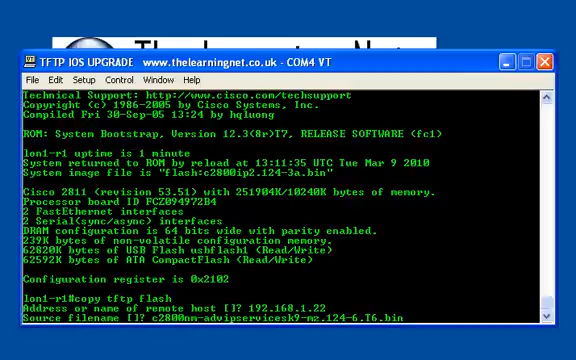 TFTP IOS UPGRADE www.thelearningnet.co.uk - COM4 VT
File Edit Setup Control Window Help
Technical Support: http://www.cisco.com/techsupport
Copyright (c) 1986-2005 by Cisco Systems, Inc.
Compiled Fri 30-Sep-05 13:24 by hqluong
ROM: System Bootstrap, Version 12.3(8r)T7, RELEASE SOFTWARE (fc1)
lon1-r1 uptime is 1 minute
System returned to ROM by reload at 13:11:35 UTC Tue Mar 9 2010
System image file is "flash:c2800ip2.124-3a.bin"
Cisco 2811 (revision 53.51) with 251904K/10240K bytes of memory.
Processor board ID FCZ094972B4
2 FastEthernet interfaces
2 Serial(sync/async) interfaces
DRAM configuration is 64 bits wide with parity enabled.
239K bytes of non-volatile configuration memory.
62820K bytes of USB Flash usbflash1 (Read/Write)
62592K bytes of ATA CompactFlash (Read/Write)
Configuration register is 0x2102
lon1-r1#copy tftp flash
Address or name of remote host []? 192.168.1.22
Source filename []? c2800nm-advipservicesk9-mz.124-6.T6.bin